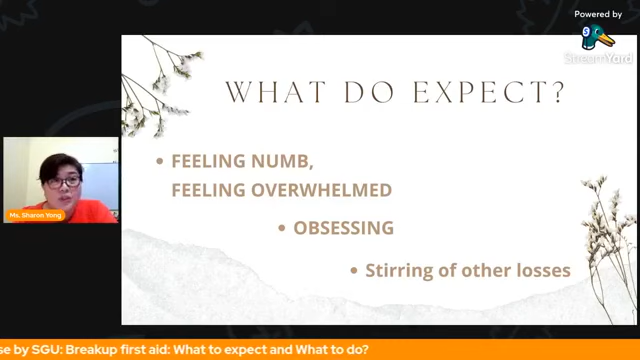 Powered by
StreamYard
WHAT DO EXPECT?
• FEELING NUMB,
FEELING OVERWHELMED
• OBSESSING
• Stirring of other losses
Ms. Sharon Yong
se by SGU: Breakup first aid: What to expect and What to do?